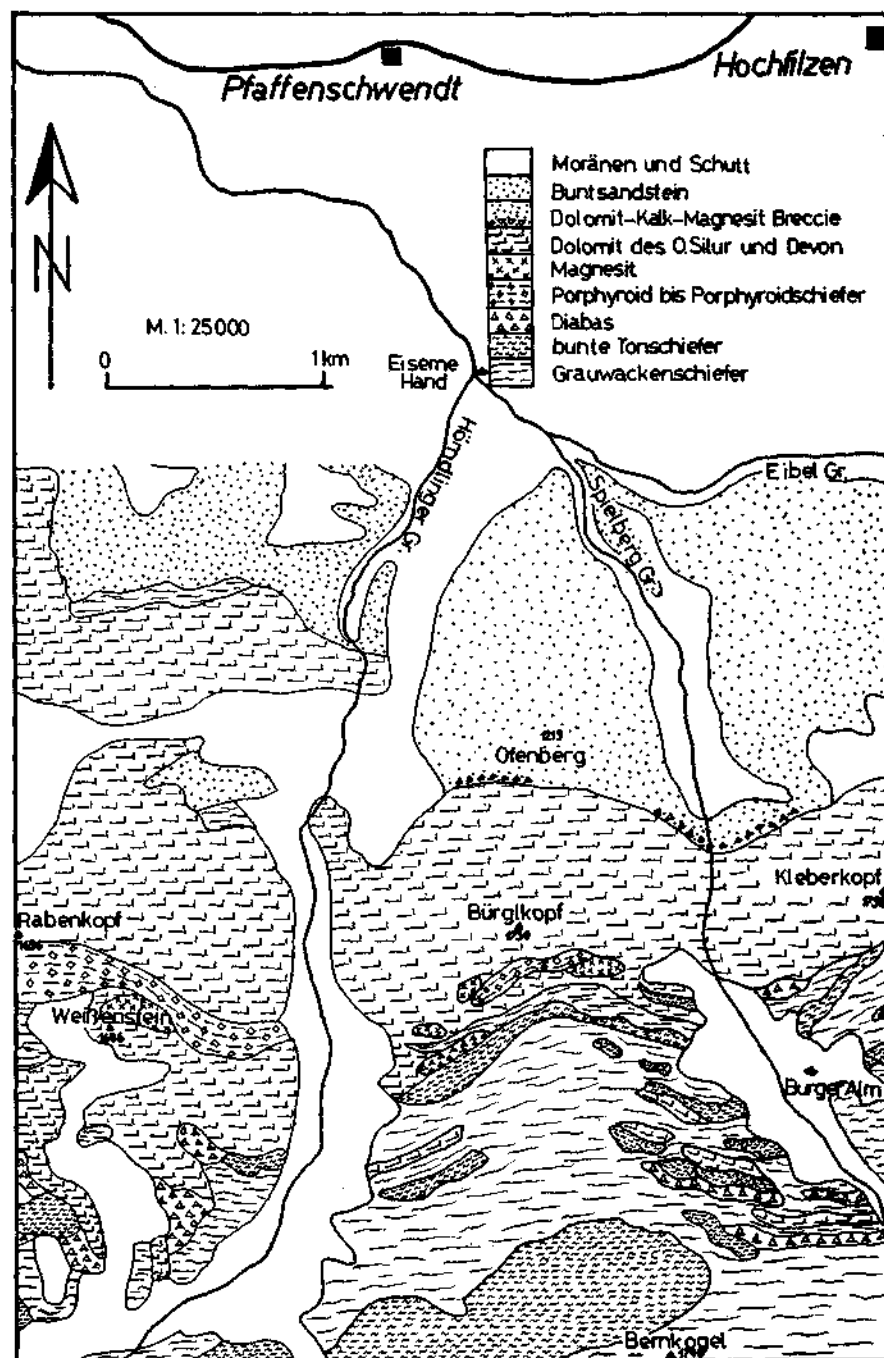 Pfaffenschwendt
Hochfilzen
Moränen und Schutt
Buntsandstein
Dolomit-Kalk-Magnesit Breccie
Dolomit des O.Silur und Devon
Magnesit
Porphyroid bis Porphyroidschiefer
Diabas
bunte Tonschiefer
Grauwackenschiefer
N
M. 1: 25000
0 1km
Eiserne
Hand
Hörndlinger Gr.
Spielberg Grb
Eibel Gr.
1213
Ofenberg
Kleberkopf
Rabenkopf
Bürglkopf
Weißenstein
Burger Alm
Bernkogel